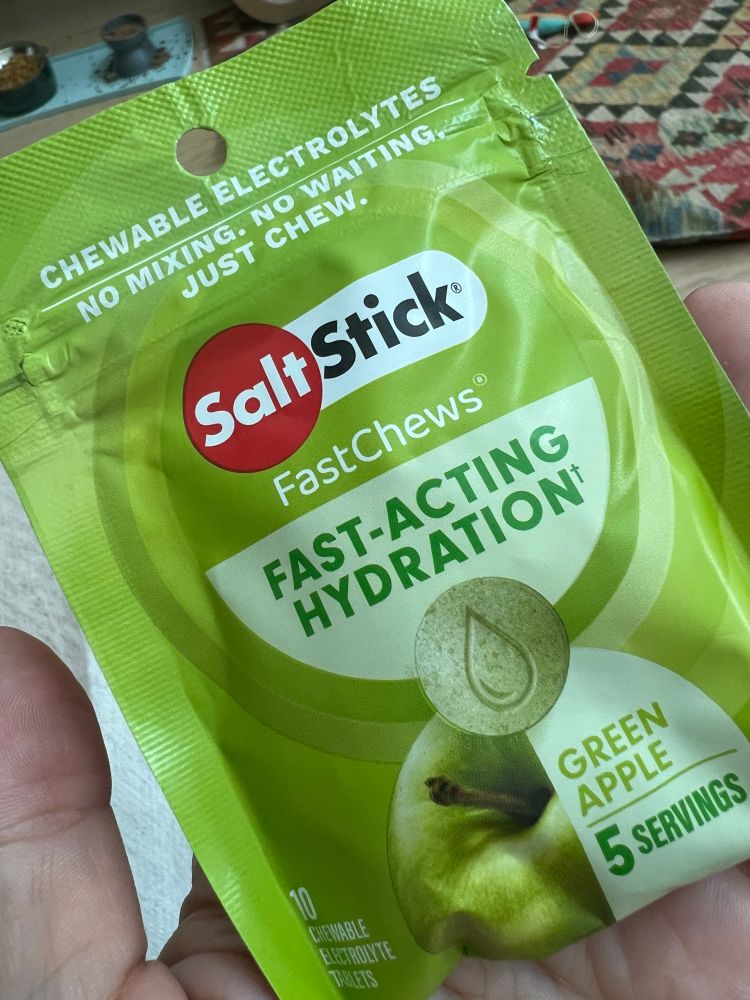 CHEWABLE ELECTROLYTES
NO MIXING. NO WAITING.
JUST CHEW.
SaltStick®
FastChews®
FAST-ACTING
HYDRATION†
GREEN
APPLE
5 SERVINGS
10
CHEWABLE
ELECTROLYTE
TABLETS